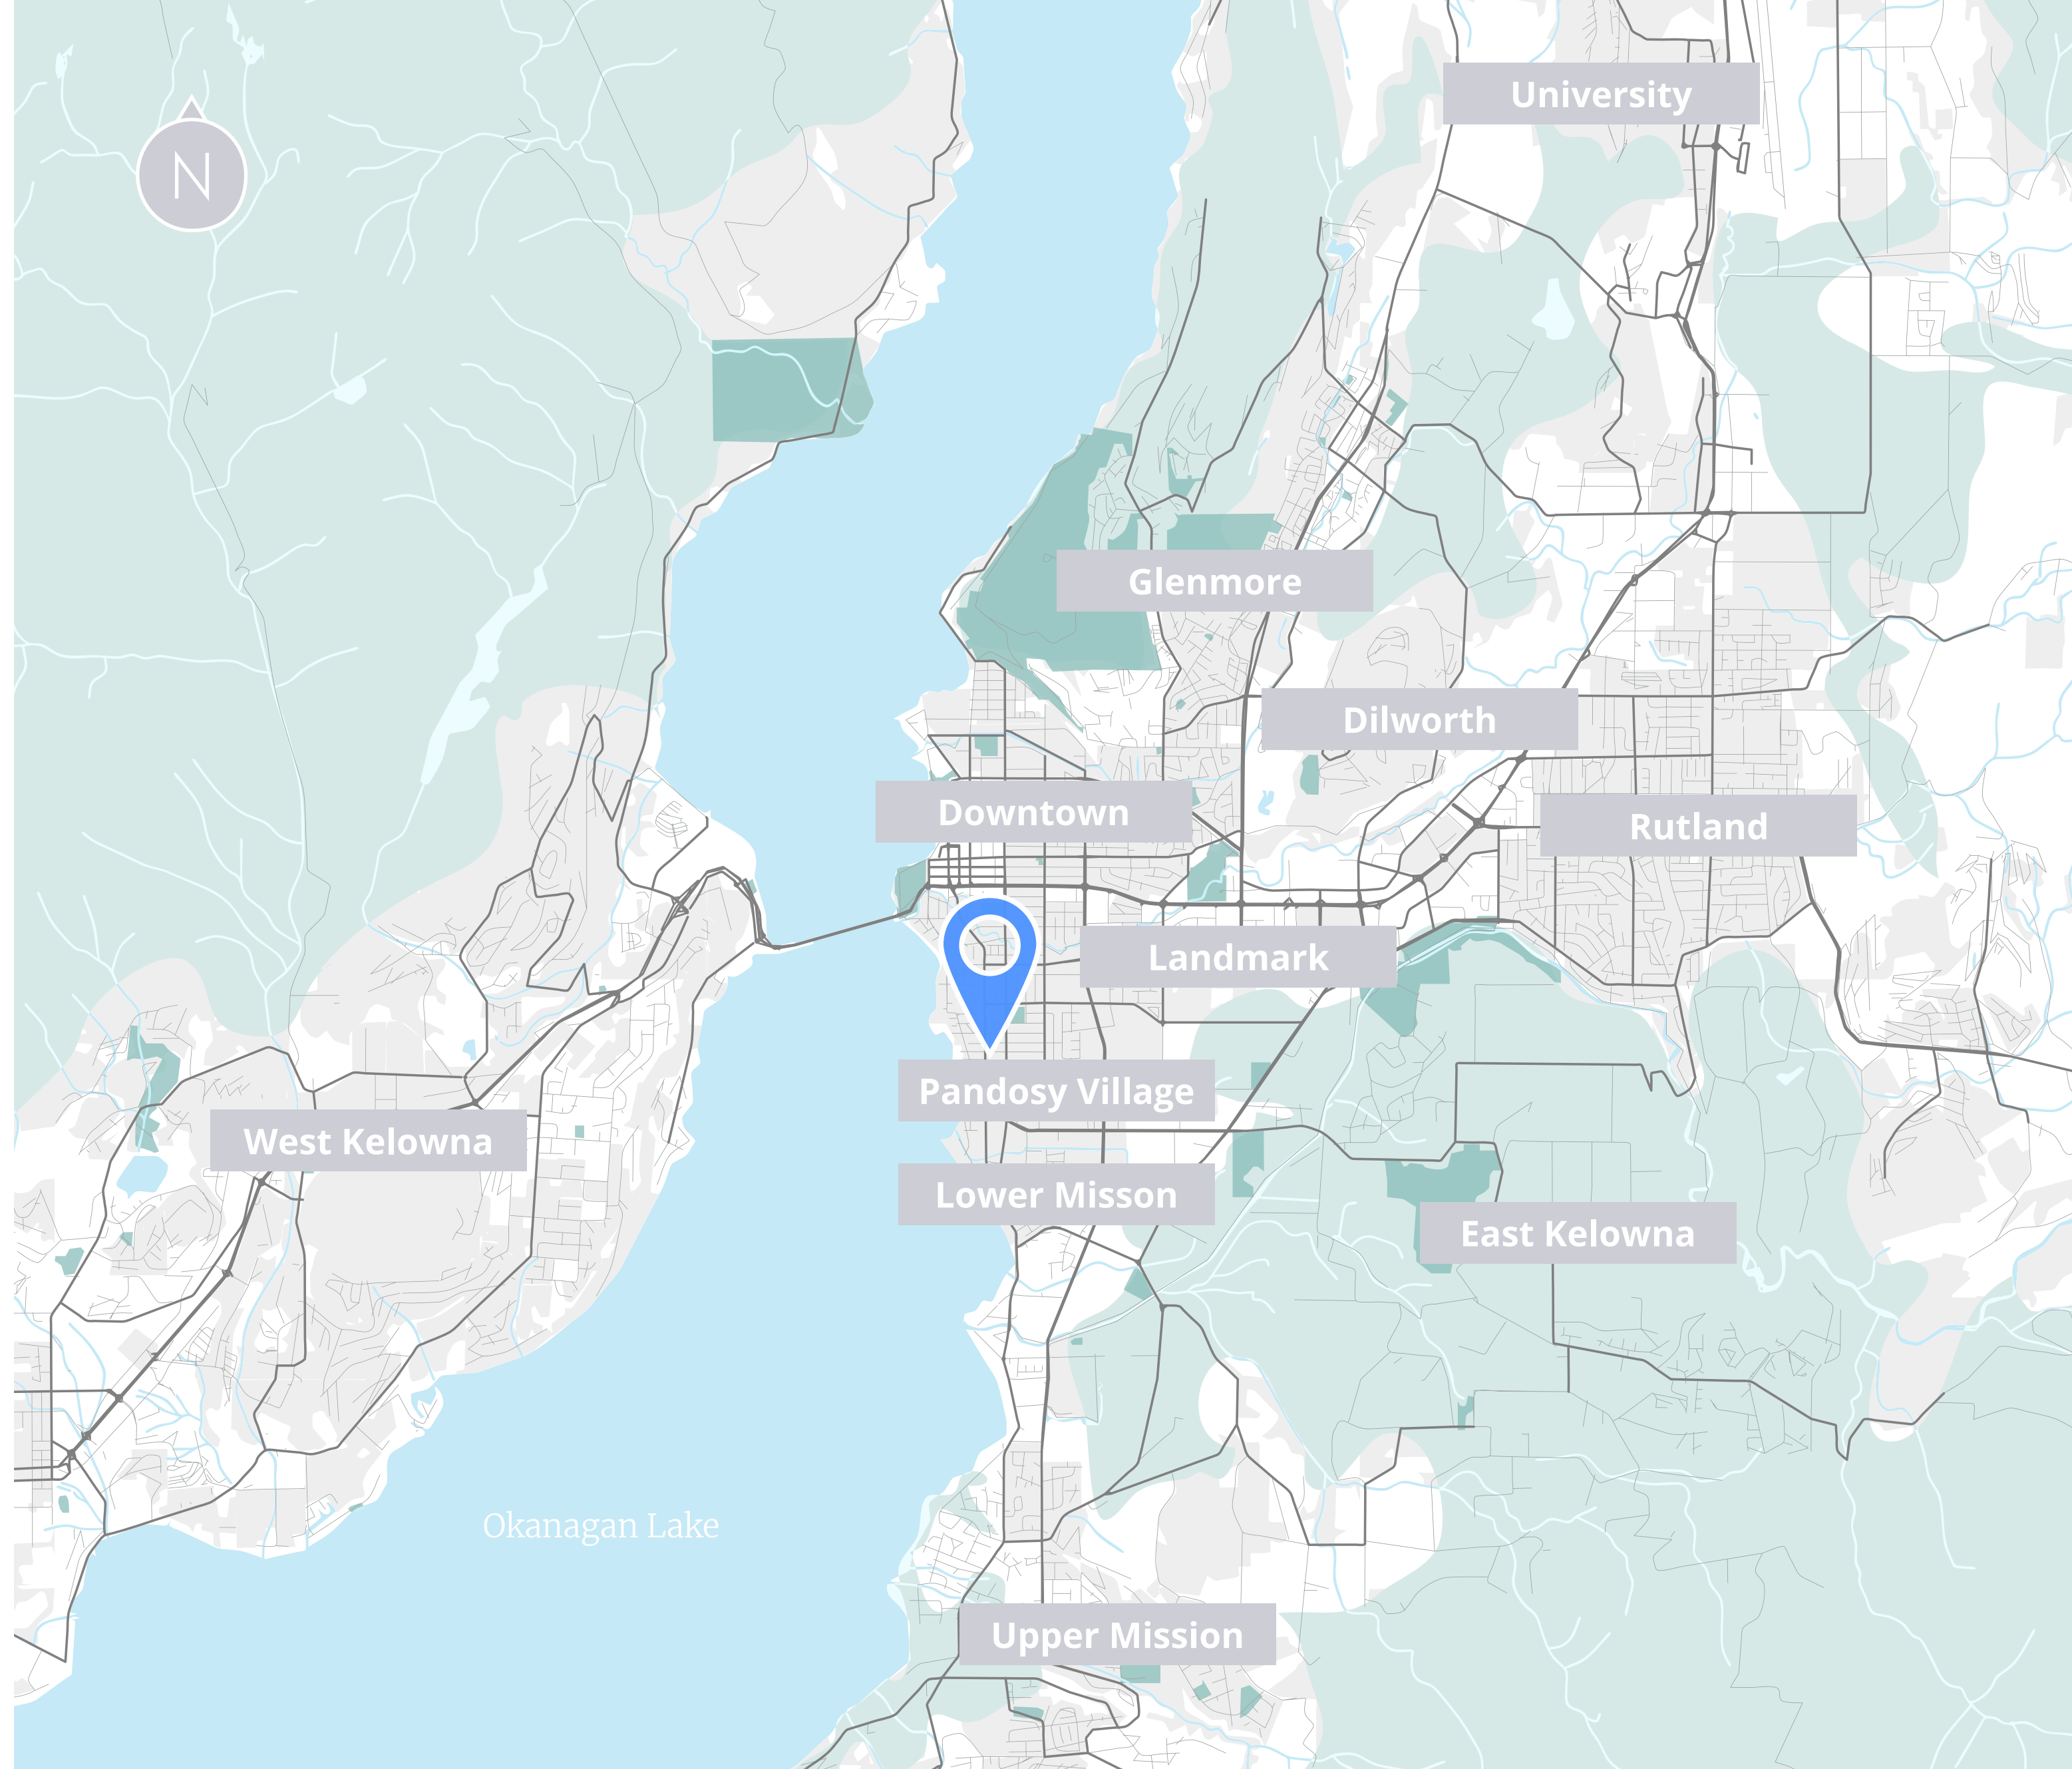 University
N
Glenmore
Dilworth
Downtown
Rutland
Landmark
Pandosy Village
West Kelowna
Lower Misson
East Kelowna
Okanagan Lake
Upper Mission